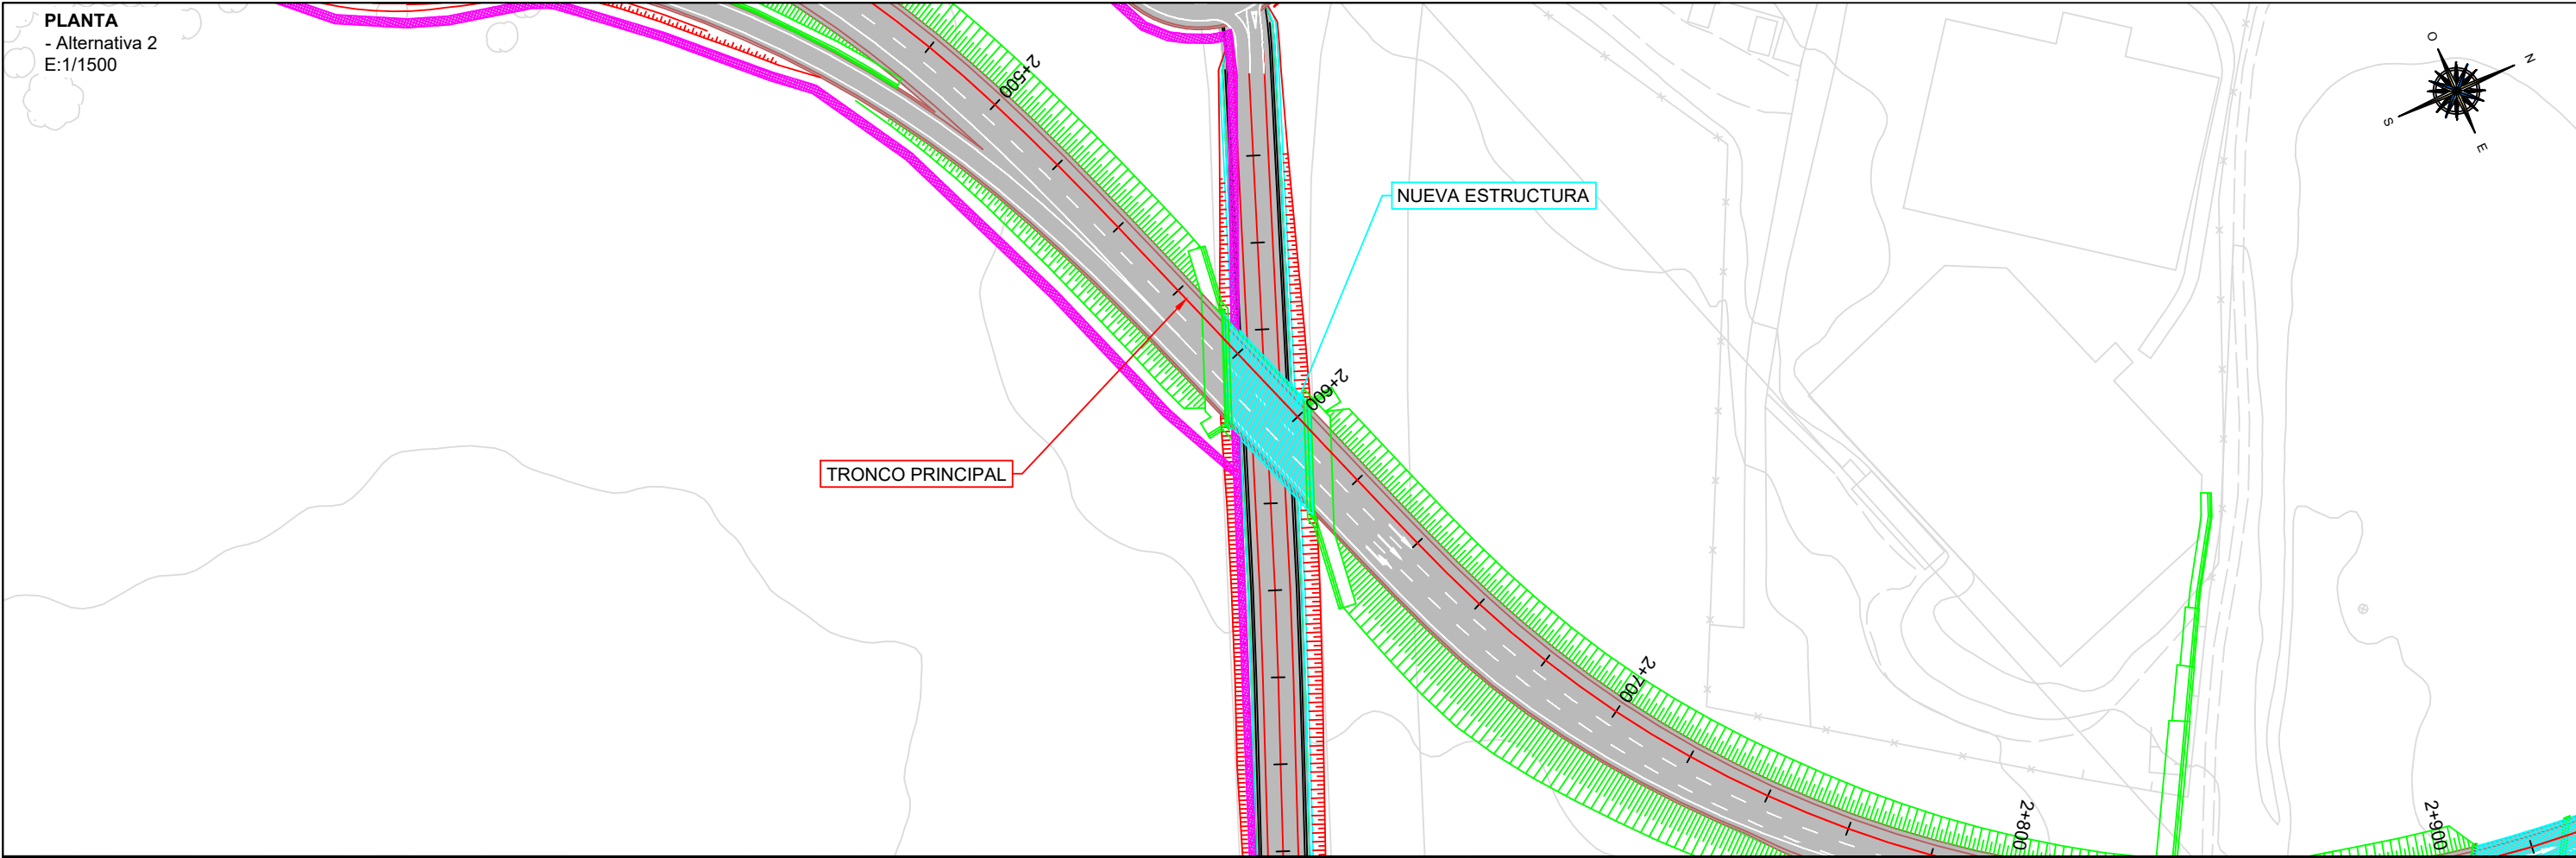 PLANTA
- Alternativa 2
E:1/1500
O
N
S
E
2+500
NUEVA ESTRUCTURA
2+600
TRONCO PRINCIPAL
2+700
2+800
2+900